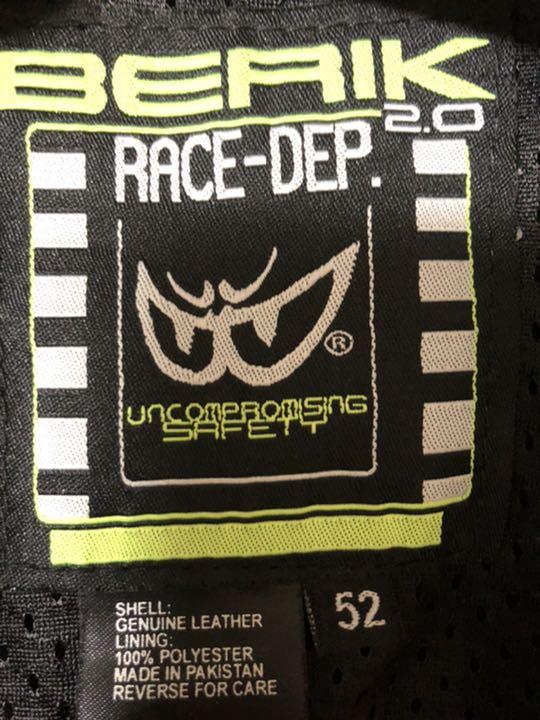 BERIK
2.0
RACE-DEP.
®
UNCOMPROMISING
SAFETY
SHELL:
GENUINE LEATHER
LINING:
100% POLYESTER
MADE IN PAKISTAN
REVERSE FOR CARE
52